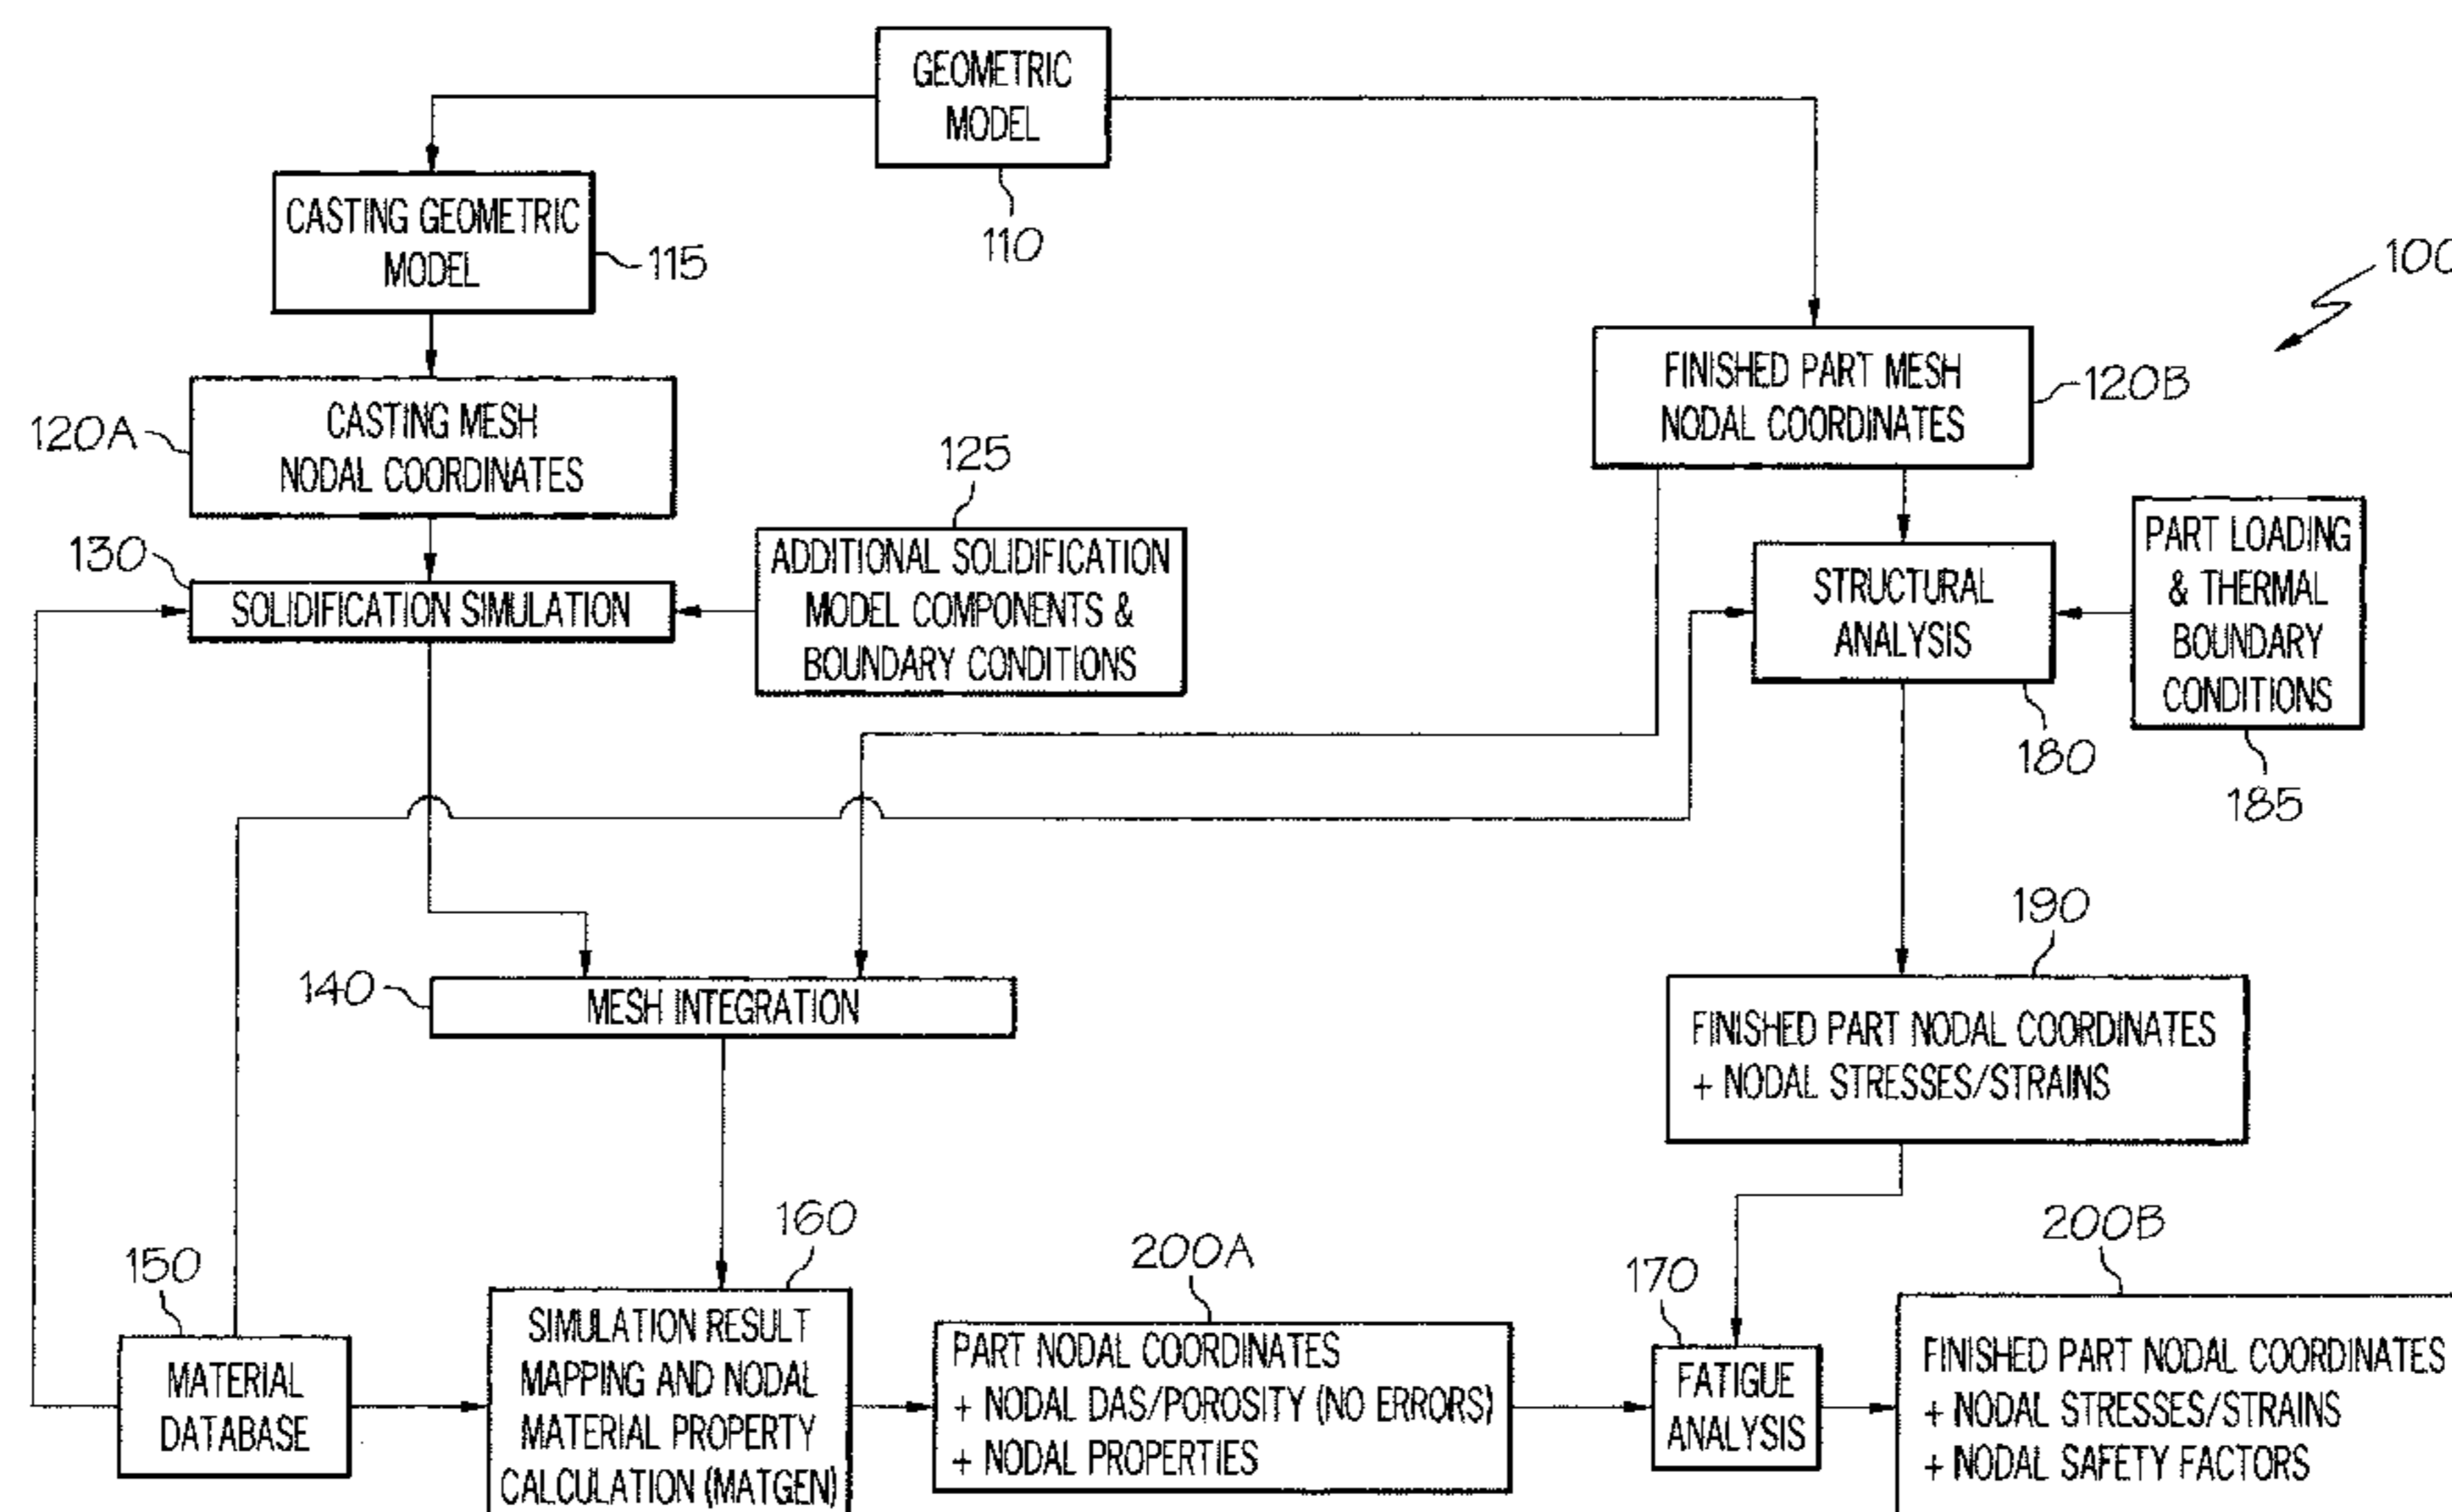 GEOMETRIC
MODEL
110
CASTING GEOMETRIC
MODEL
115
100
FINISHED PART MESH
NODAL COORDINATES
120B
CASTING MESH
NODAL COORDINATES
120A
125
ADDITIONAL SOLIDIFICATION
MODEL COMPONENTS &
BOUNDARY CONDITIONS
130
SOLIDIFICATION SIMULATION
STRUCTURAL
ANALYSIS
180
PART LOADING
& THERMAL
BOUNDARY
CONDITIONS
185
140
MESH INTEGRATION
190
FINISHED PART NODAL COORDINATES
+ NODAL STRESSES/STRAINS
150
MATERIAL
DATABASE
160
SIMULATION RESULT
MAPPING AND NODAL
MATERIAL PROPERTY
CALCULATION (MATGEN)
200A
PART NODAL COORDINATES
+ NODAL DAS/POROSITY (NO ERRORS)
+ NODAL PROPERTIES
170
FATIGUE
ANALYSIS
200B
FINISHED PART NODAL COORDINATES
+ NODAL STRESSES/STRAINS
+ NODAL SAFETY FACTORS